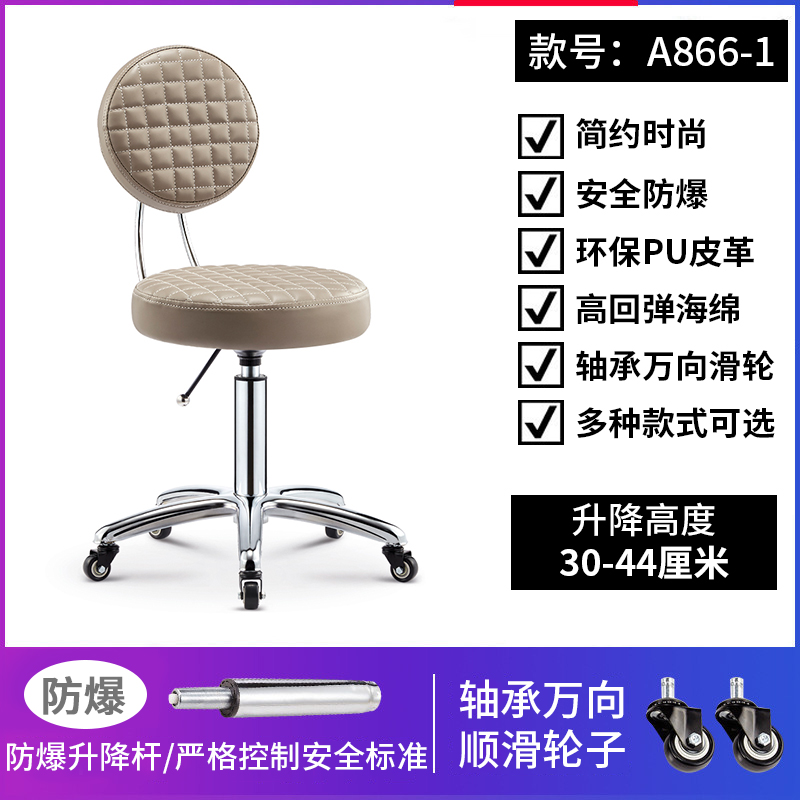 款号：A866-1
简约时尚
安全防爆
环保PU皮革
高回弹海绵
轴承万向滑轮
多种款式可选
升降高度
30-44厘米
防爆
防爆升降杆/严格控制安全标准
轴承万向
顺滑轮子